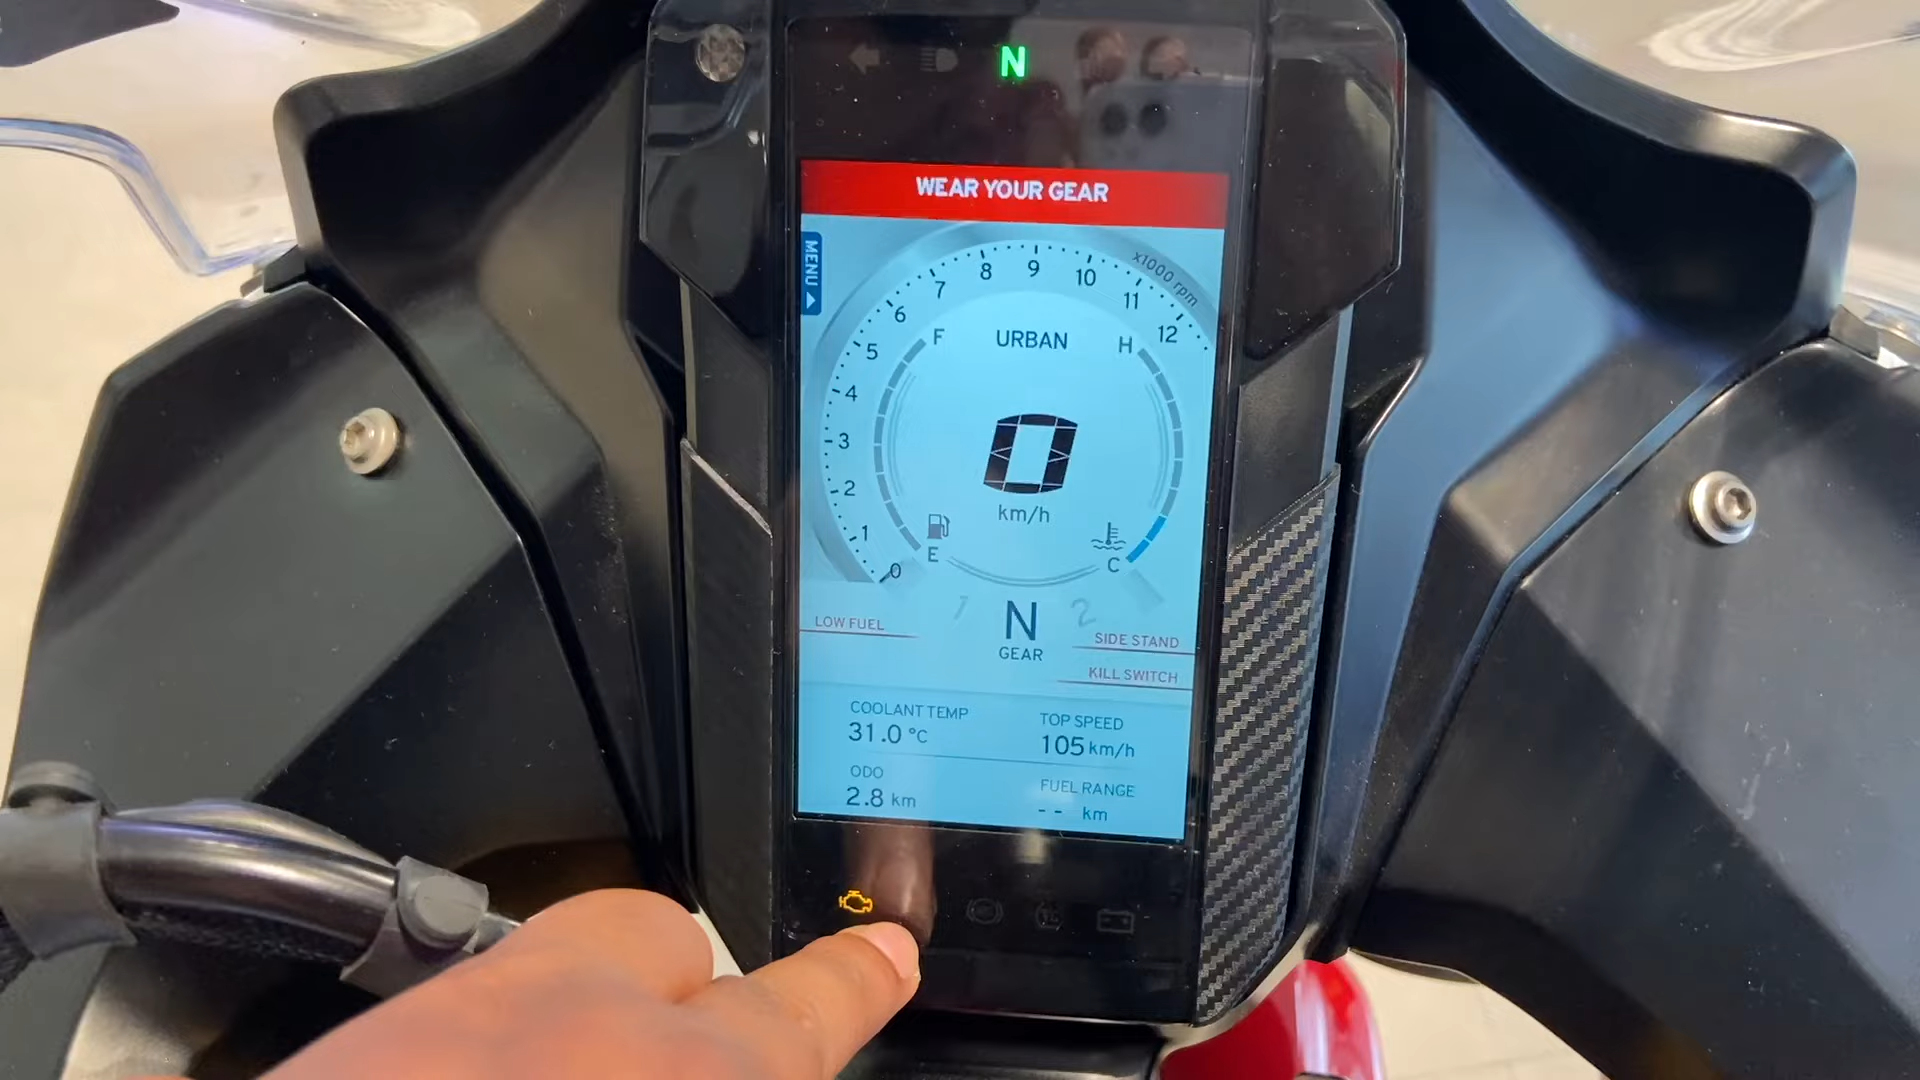 N
WEAR YOUR GEAR
MENU
x1000 rpm
0
1
2
3
4
5
6
7
8
9
10
11
12
F
URBAN
H
0
km/h
E
C
1
N
2
GEAR
LOW FUEL
SIDE STAND
KILL SWITCH
COOLANT TEMP
31.0 °C
TOP SPEED
105 km/h
ODO
2.8 km
FUEL RANGE
-- km